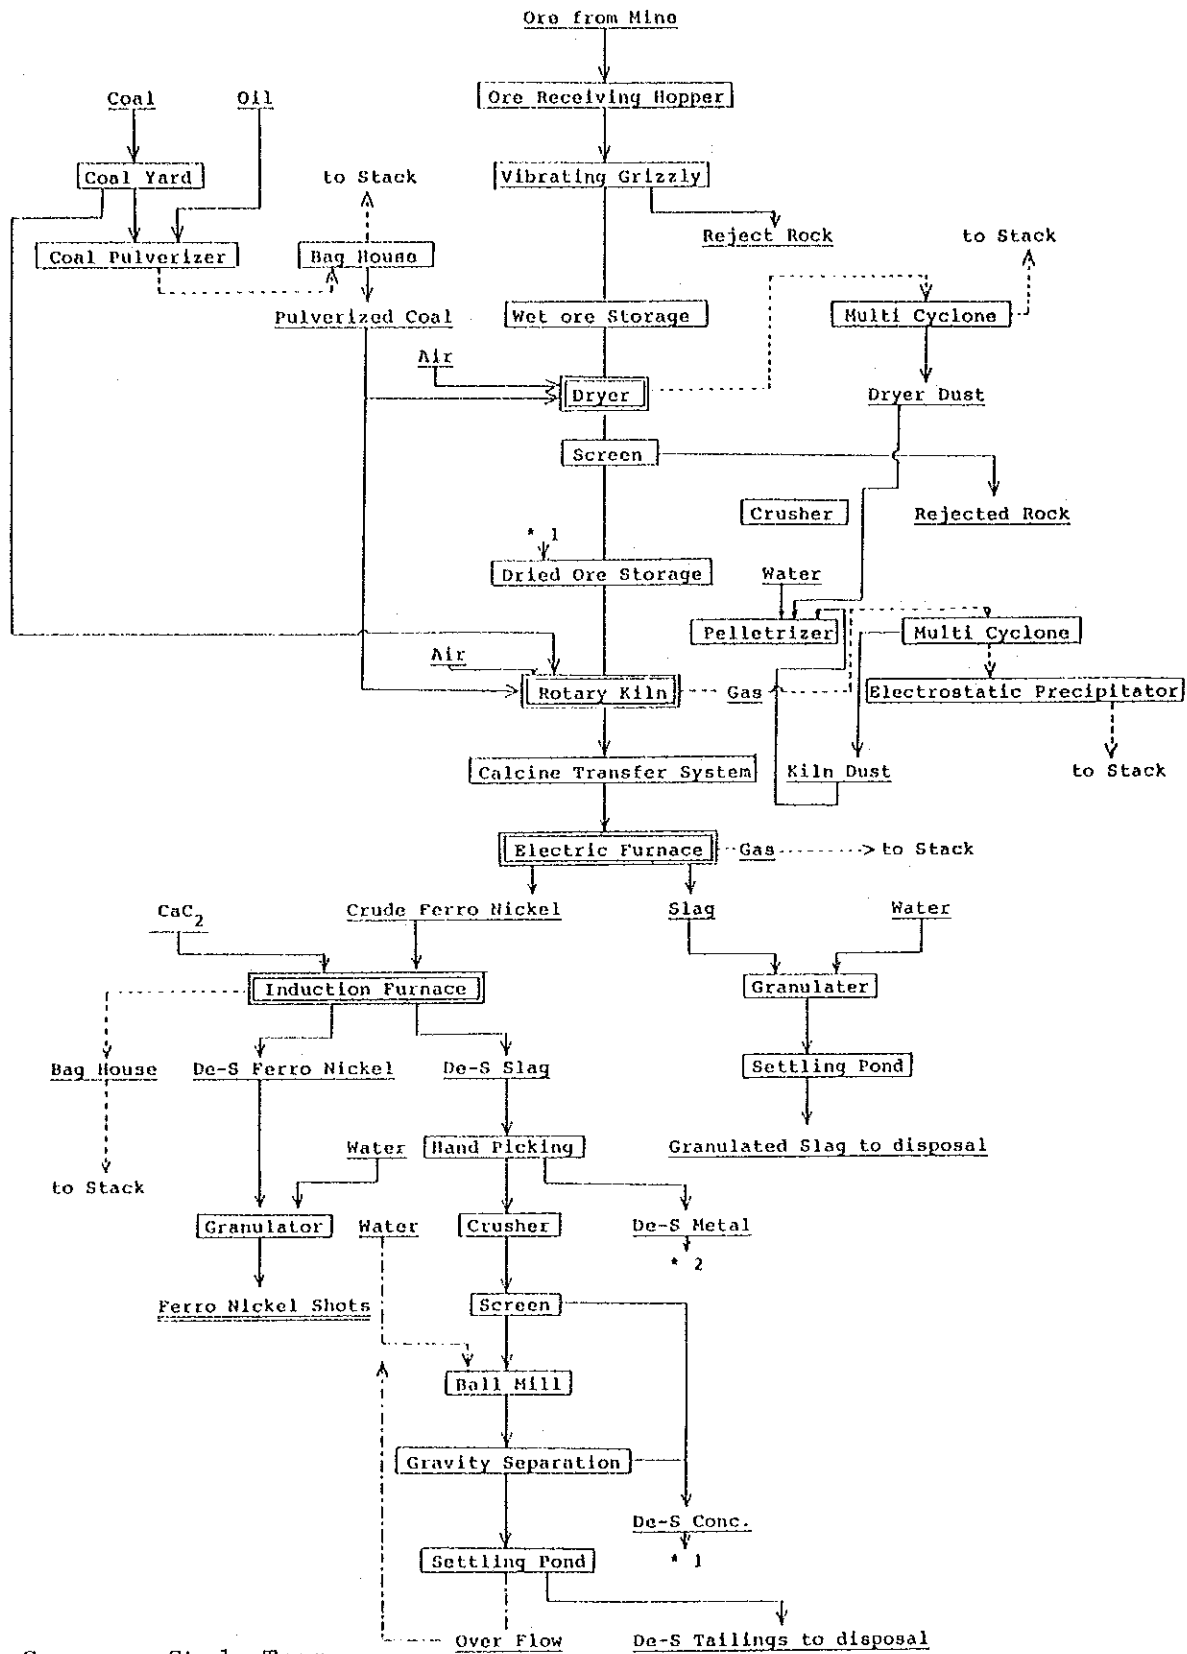 Ore from Mine
Ore Receiving Hopper
Coal
Oil
Coal Yard
to Stack
Vibrating Grizzly
Reject Rock
to Stack
Coal Pulverizer
Bag House
Pulverized Coal
Wet ore Storage
Multi Cyclone
Air
Dryer
Dryer Dust
Screen
Crusher
Rejected Rock
* 1
Dried Ore Storage
Water
Pelletrizer
Multi Cyclone
Air
Rotary Kiln
Gas
Electrostatic Precipitator
Calcine Transfer System
Kiln Dust
to Stack
Electric Furnace
Gas
to Stack
CaC2
Crude Ferro Nickel
Slag
Water
Induction Furnace
Granulater
Bag House
De-S Ferro Nickel
De-S Slag
Settling Pond
Water
Hand Picking
Granulated Slag to disposal
to Stack
Granulator
Water
Crusher
De-S Metal
* 2
Ferro Nickel Shots
Screen
Ball Mill
Gravity Separation
De-S Conc.
* 1
Settling Pond
Over Flow
De-S Tailings to disposal